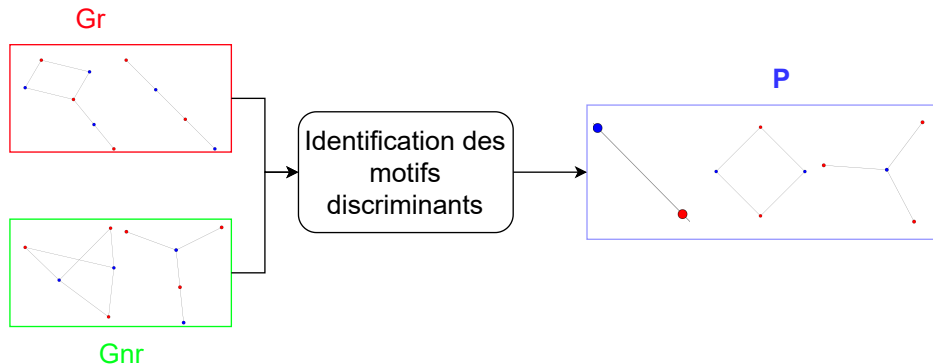 Gr
Identification des
motifs
discriminants
P
Gnr